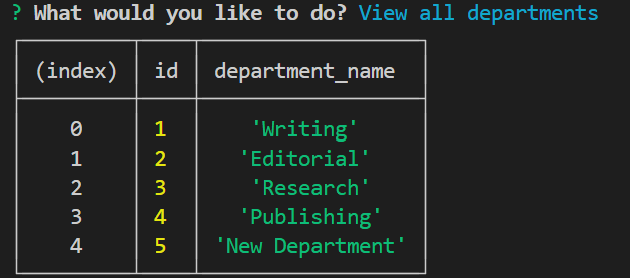 ? What would you like to do? View all departments
(index) id department_name
0 1 'Writing'
1 2 'Editorial'
2 3 'Research'
3 4 'Publishing'
4 5 'New Department'